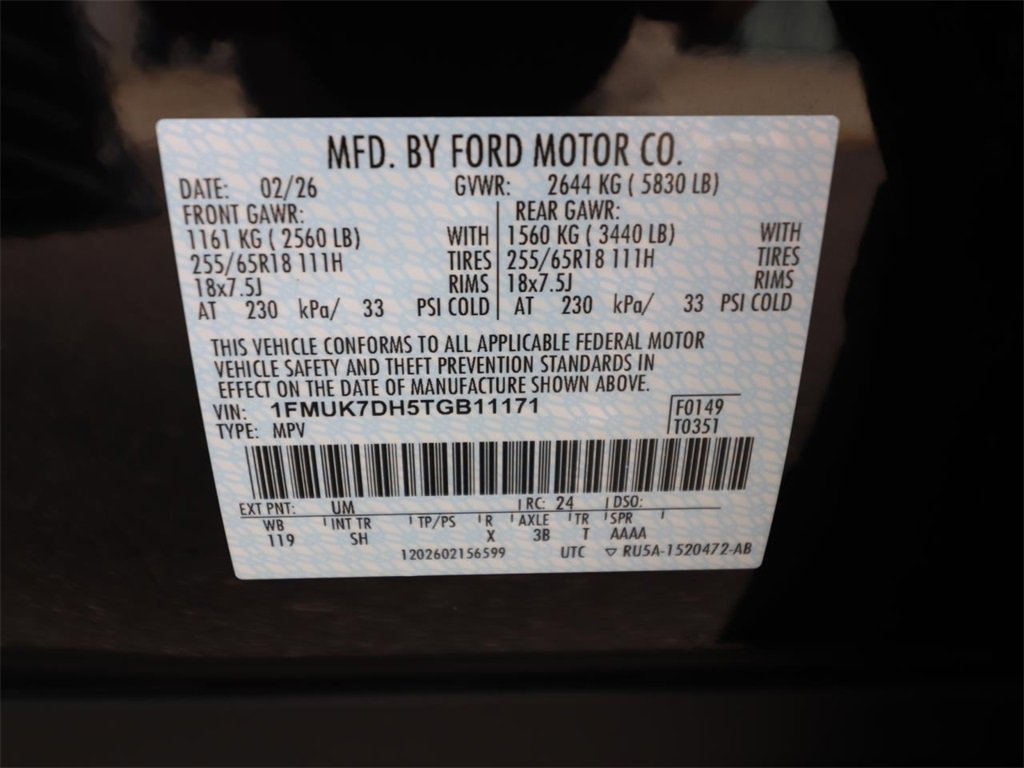 MFD. BY FORD MOTOR CO.
DATE: 02/26 GVWR: 2644 KG ( 5830 LB)
FRONT GAWR: REAR GAWR:
1161 KG ( 2560 LB) WITH 1560 KG ( 3440 LB) WITH
255/65R18 111H TIRES 255/65R18 111H TIRES
18x7.5J RIMS 18x7.5J RIMS
AT 230 kPa/ 33 PSI COLD AT 230 kPa/ 33 PSI COLD
THIS VEHICLE CONFORMS TO ALL APPLICABLE FEDERAL MOTOR
VEHICLE SAFETY AND THEFT PREVENTION STANDARDS IN
EFFECT ON THE DATE OF MANUFACTURE SHOWN ABOVE.
VIN: 1FMUK7DH5TGB11171 F0149
TYPE: MPV T0351
EXT PNT: UM RC: 24 DSO:
WB INT TR TP/PS R AXLE TR SPR
119 SH X 3B T AAAA
1202602156599 UTC ▽ RU5A-1520472-AB